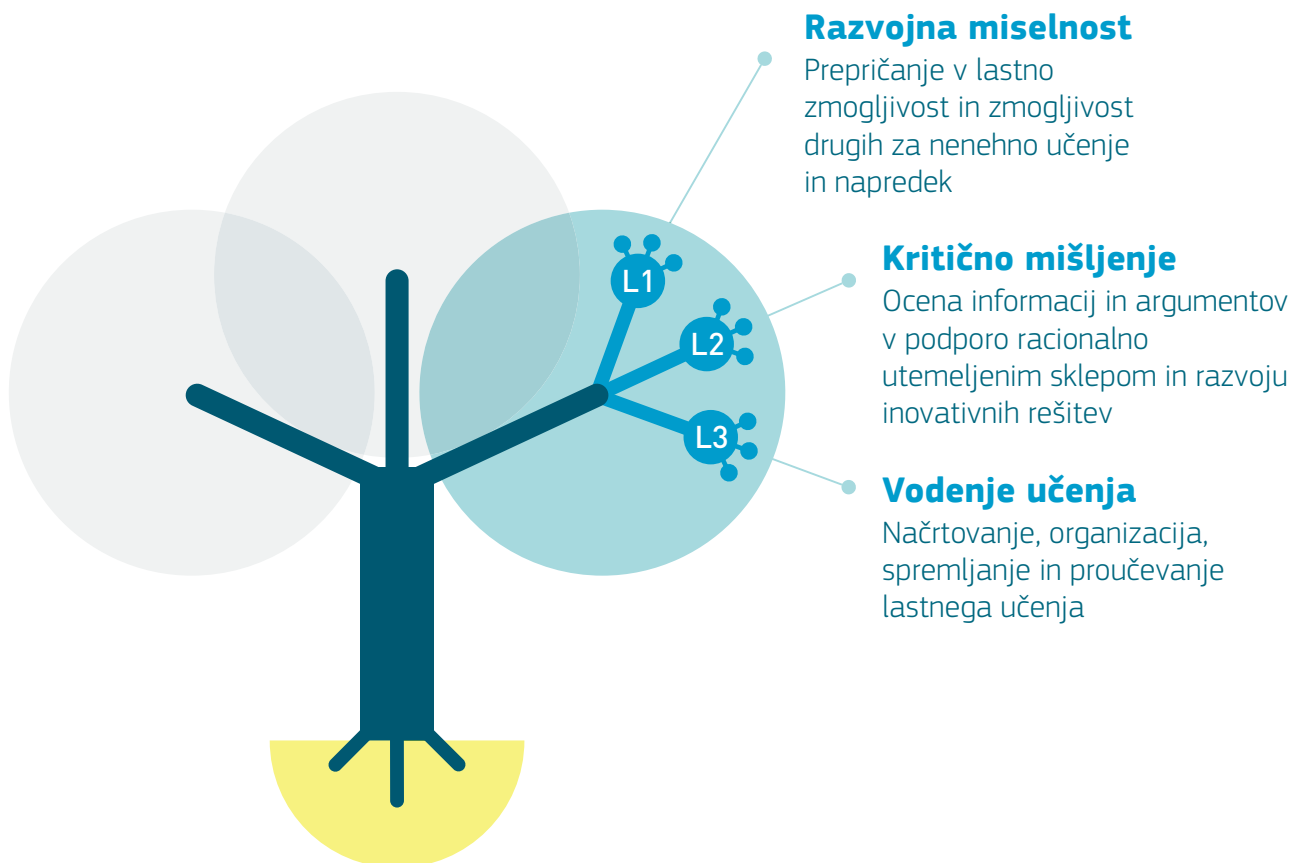 Razvojna miselnost
Prepričanje v lastno
zmogljivost in zmogljivost
drugih za nenehno učenje
in napredek
L1
Kritično mišljenje
Ocena informacij in argumentov
v podporo racionalno
utemeljenim sklepom in razvoju
inovativnih rešitev
L2
Vodenje učenja
Načrtovanje, organizacija,
spremljanje in proučevanje
lastnega učenja
L3